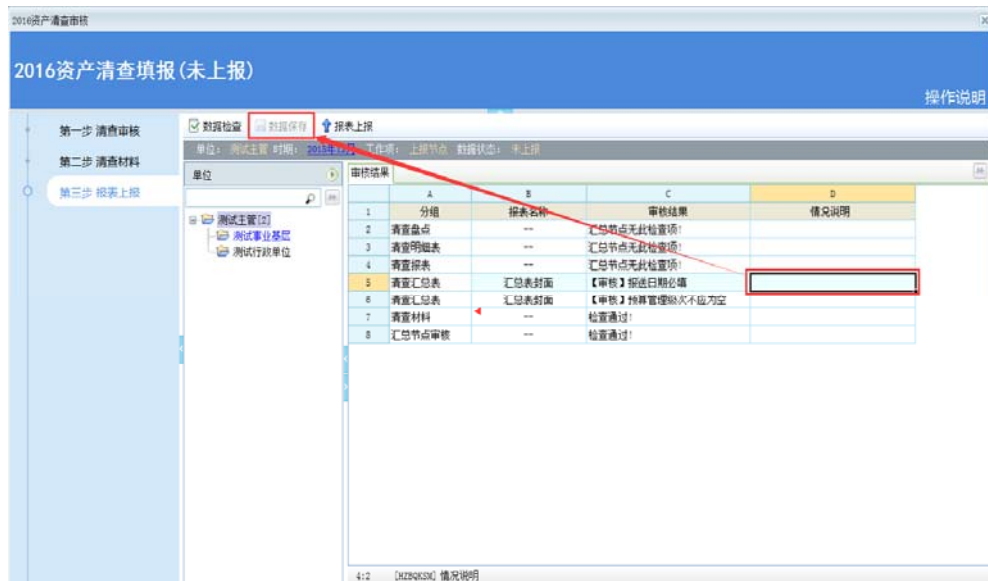 2016资产清查审核
2016资产清查填报(未上报)
操作说明
第一步 清查审核
第二步 清查材料
第三步 报表上报
数据检查 数据保存 报表上报
单位: 测试主管 时期: 2015年12月 工作项: 上报节点 数据状态: 未上报
单位
测试主管[2]
测试事业基层
测试行政单位
审核结果
A B C D
1 分组 报表名称 审核结果 情况说明
2 清查盘点 -- 汇总节点无此检查项!
3 清查明细表 -- 汇总节点无此检查项!
4 清查报表 -- 汇总节点无此检查项!
5 清查汇总表 汇总表封面 【审核】报送日期必填
6 清查汇总表 汇总表封面 【审核】预算管理级次不应为空
7 清查材料 -- 检查通过!
8 汇总节点审核 -- 检查通过!
4:2 [HZBQKSM] 情况说明